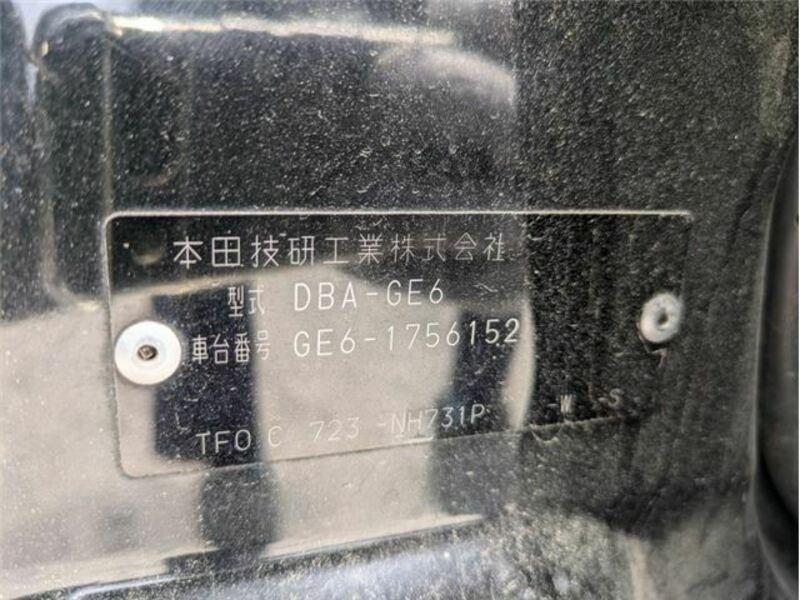 本田技研工業株式会社
型式 DBA-GE6
車台番号 GE6-1756152
TFO C 723 -NH731P -W -S